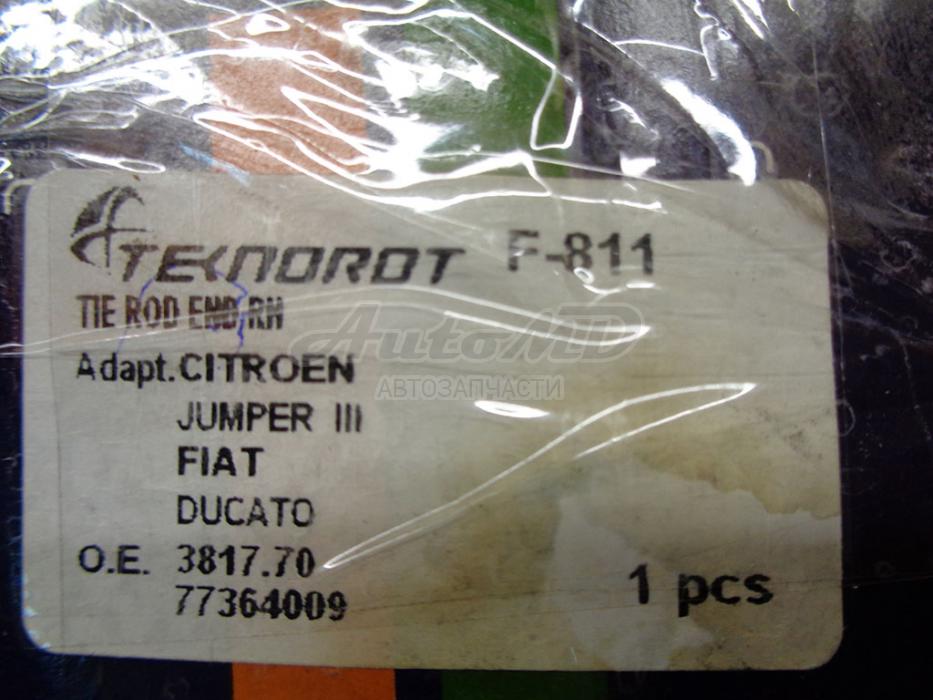 TEKNOROT F-811
TIE ROD END RH
AutoMD
Adapt. CITROEN
АВТОЗАПЧАСТИ
JUMPER III
FIAT
DUCATO
O.E. 3817.70
77364009
1 pcs